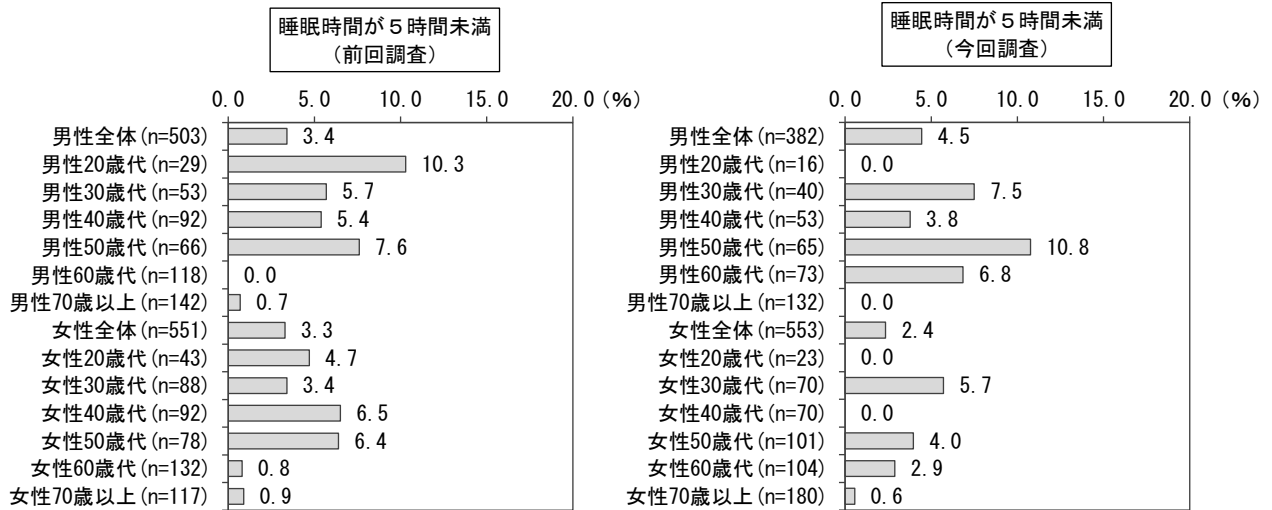 睡眠時間が５時間未満
（前回調査）
0.0 5.0 10.0 15.0 20.0 (%)
男性全体(n=503) 3.4
男性20歳代(n=29) 10.3
男性30歳代(n=53) 5.7
男性40歳代(n=92) 5.4
男性50歳代(n=66) 7.6
男性60歳代(n=118) 0.0
男性70歳以上(n=142) 0.7
女性全体(n=551) 3.3
女性20歳代(n=43) 4.7
女性30歳代(n=88) 3.4
女性40歳代(n=92) 6.5
女性50歳代(n=78) 6.4
女性60歳代(n=132) 0.8
女性70歳以上(n=117) 0.9
睡眠時間が５時間未満
（今回調査）
0.0 5.0 10.0 15.0 20.0 (%)
男性全体(n=382) 4.5
男性20歳代(n=16) 0.0
男性30歳代(n=40) 7.5
男性40歳代(n=53) 3.8
男性50歳代(n=65) 10.8
男性60歳代(n=73) 6.8
男性70歳以上(n=132) 0.0
女性全体(n=553) 2.4
女性20歳代(n=23) 0.0
女性30歳代(n=70) 5.7
女性40歳代(n=70) 0.0
女性50歳代(n=101) 4.0
女性60歳代(n=104) 2.9
女性70歳以上(n=180) 0.6